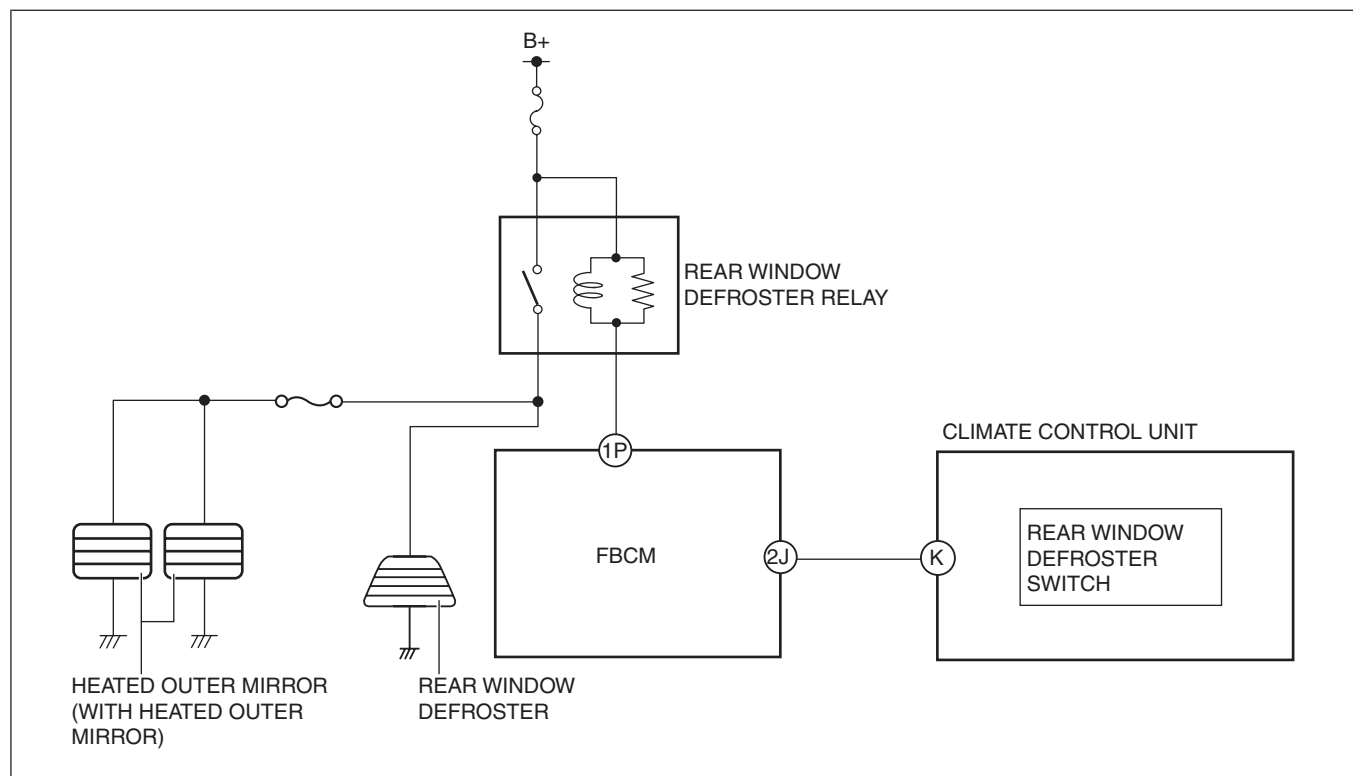 B+
REAR WINDOW
DEFROSTER RELAY
1P
CLIMATE CONTROL UNIT
FBCM
2J
K
REAR WINDOW
DEFROSTER
SWITCH
HEATED OUTER MIRROR
(WITH HEATED OUTER
MIRROR)
REAR WINDOW
DEFROSTER